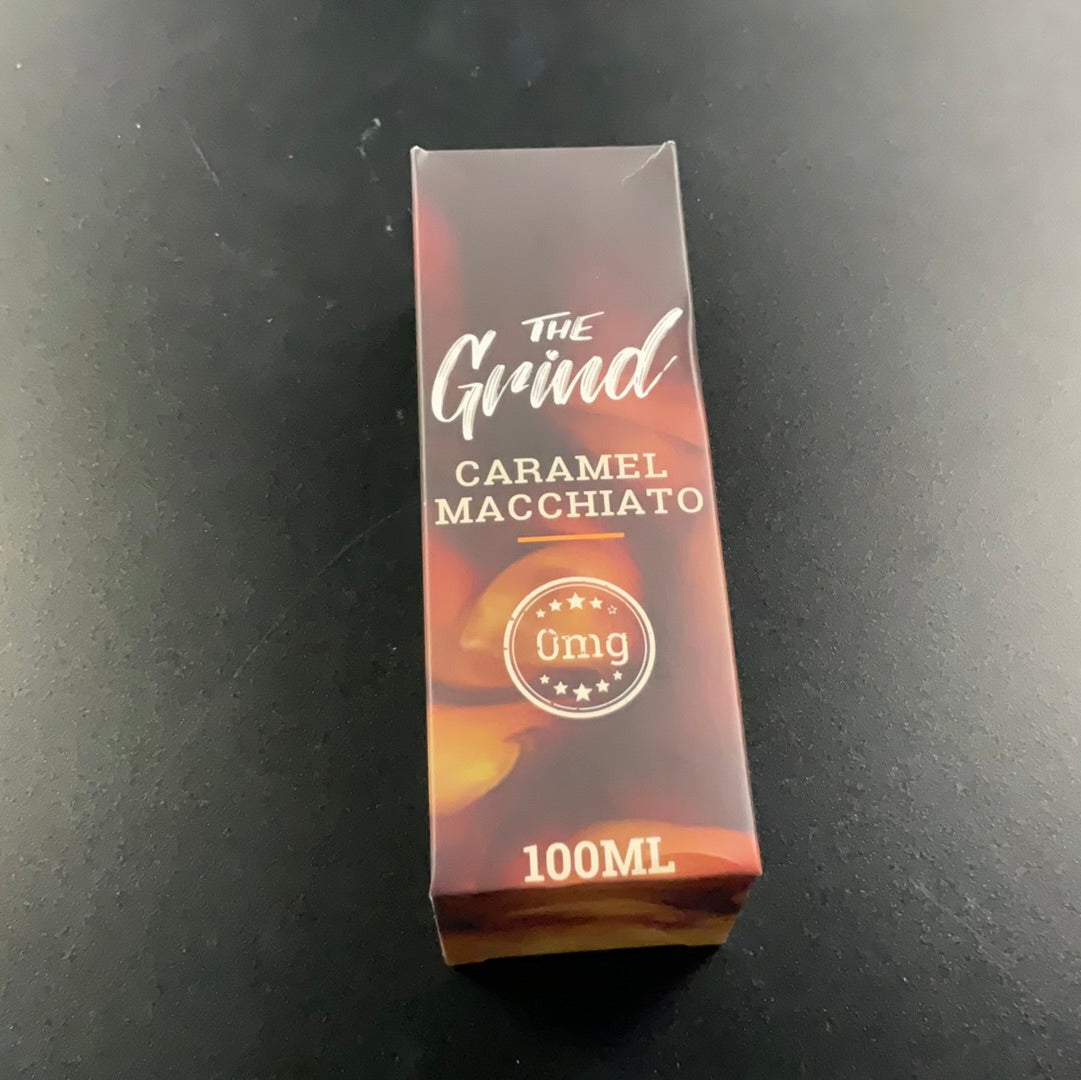 THE
Grind
CARAMEL
MACCHIATO
0mg
100ML